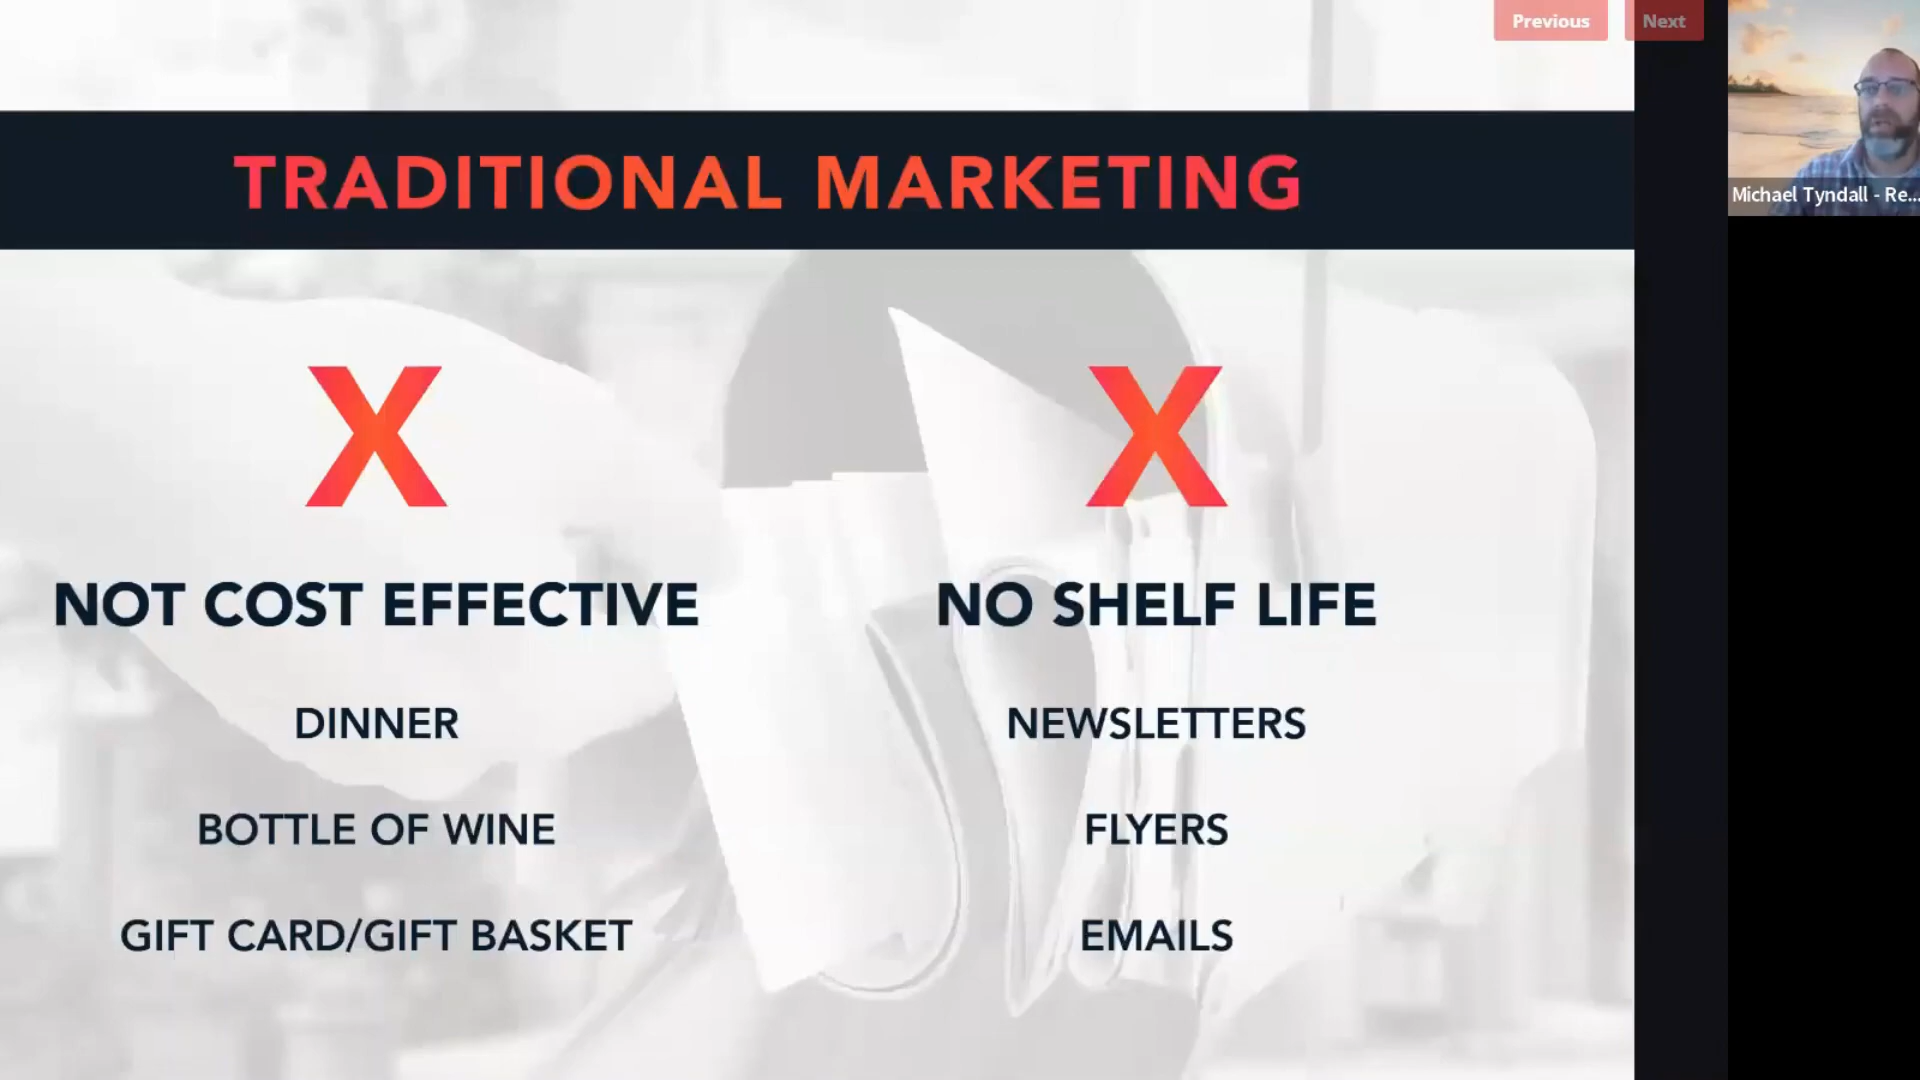 Previous
Next
TRADITIONAL MARKETING
Michael Tyndall - Re...
X
X
NOT COST EFFECTIVE
NO SHELF LIFE
DINNER
NEWSLETTERS
BOTTLE OF WINE
FLYERS
GIFT CARD/GIFT BASKET
EMAILS